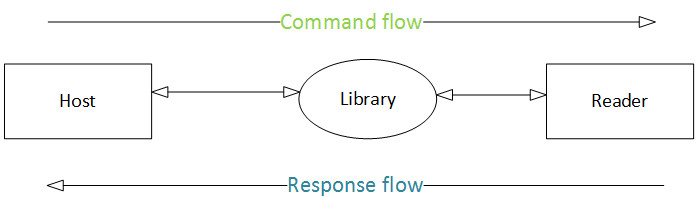 Command flow
Host
Library
Reader
Response flow